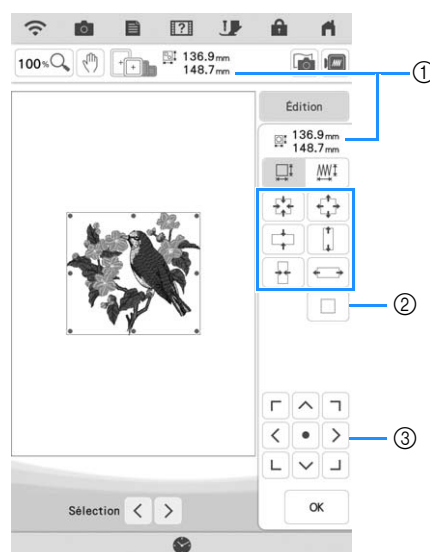 100% 136.9mm
148.7mm
①
Édition
136.9mm
148.7mm
②
③
Sélection
OK